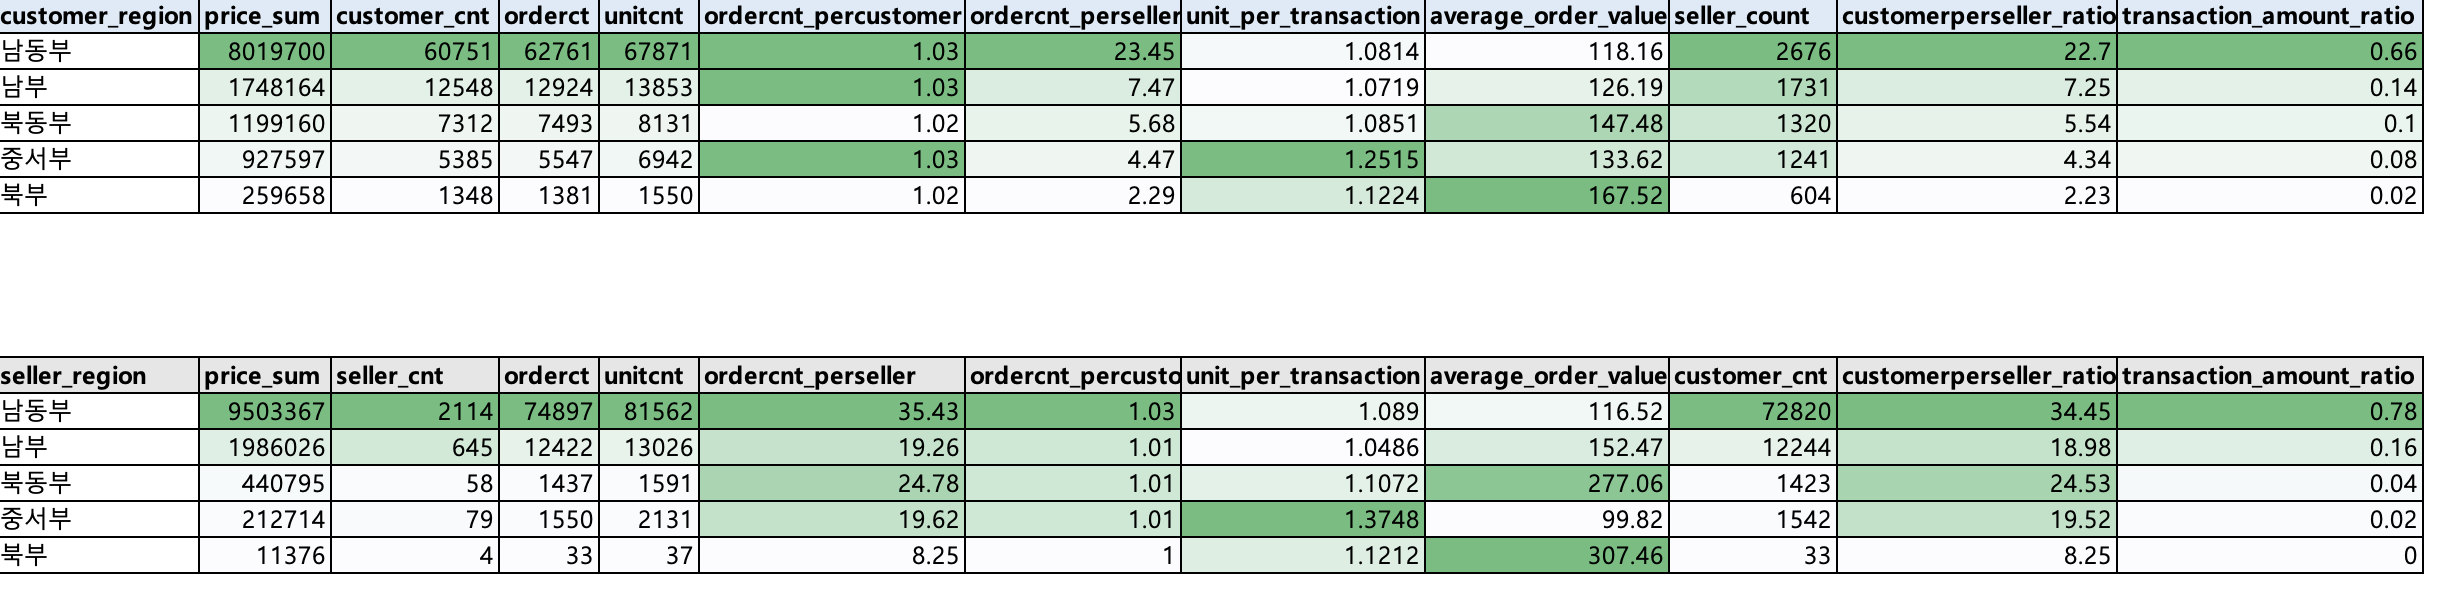 customer_region price_sum customer_cnt orderct unitcnt ordercnt_percustomer ordercnt_perseller unit_per_transaction average_order_value seller_count customerperseller_ratio transaction_amount_ratio
남동부 8019700 60751 62761 67871 1.03 23.45 1.0814 118.16 2676 22.7 0.66
남부 1748164 12548 12924 13853 1.03 7.47 1.0719 126.19 1731 7.25 0.14
북동부 1199160 7312 7493 8131 1.02 5.68 1.0851 147.48 1320 5.54 0.1
중서부 927597 5385 5547 6942 1.03 4.47 1.2515 133.62 1241 4.34 0.08
북부 259658 1348 1381 1550 1.02 2.29 1.1224 167.52 604 2.23 0.02
seller_region price_sum seller_cnt orderct unitcnt ordercnt_perseller ordercnt_percusto unit_per_transaction average_order_value customer_cnt customerperseller_ratio transaction_amount_ratio
남동부 9503367 2114 74897 81562 35.43 1.03 1.089 116.52 72820 34.45 0.78
남부 1986026 645 12422 13026 19.26 1.01 1.0486 152.47 12244 18.98 0.16
북동부 440795 58 1437 1591 24.78 1.01 1.1072 277.06 1423 24.53 0.04
중서부 212714 79 1550 2131 19.62 1.01 1.3748 99.82 1542 19.52 0.02
북부 11376 4 33 37 8.25 1 1.1212 307.46 33 8.25 0